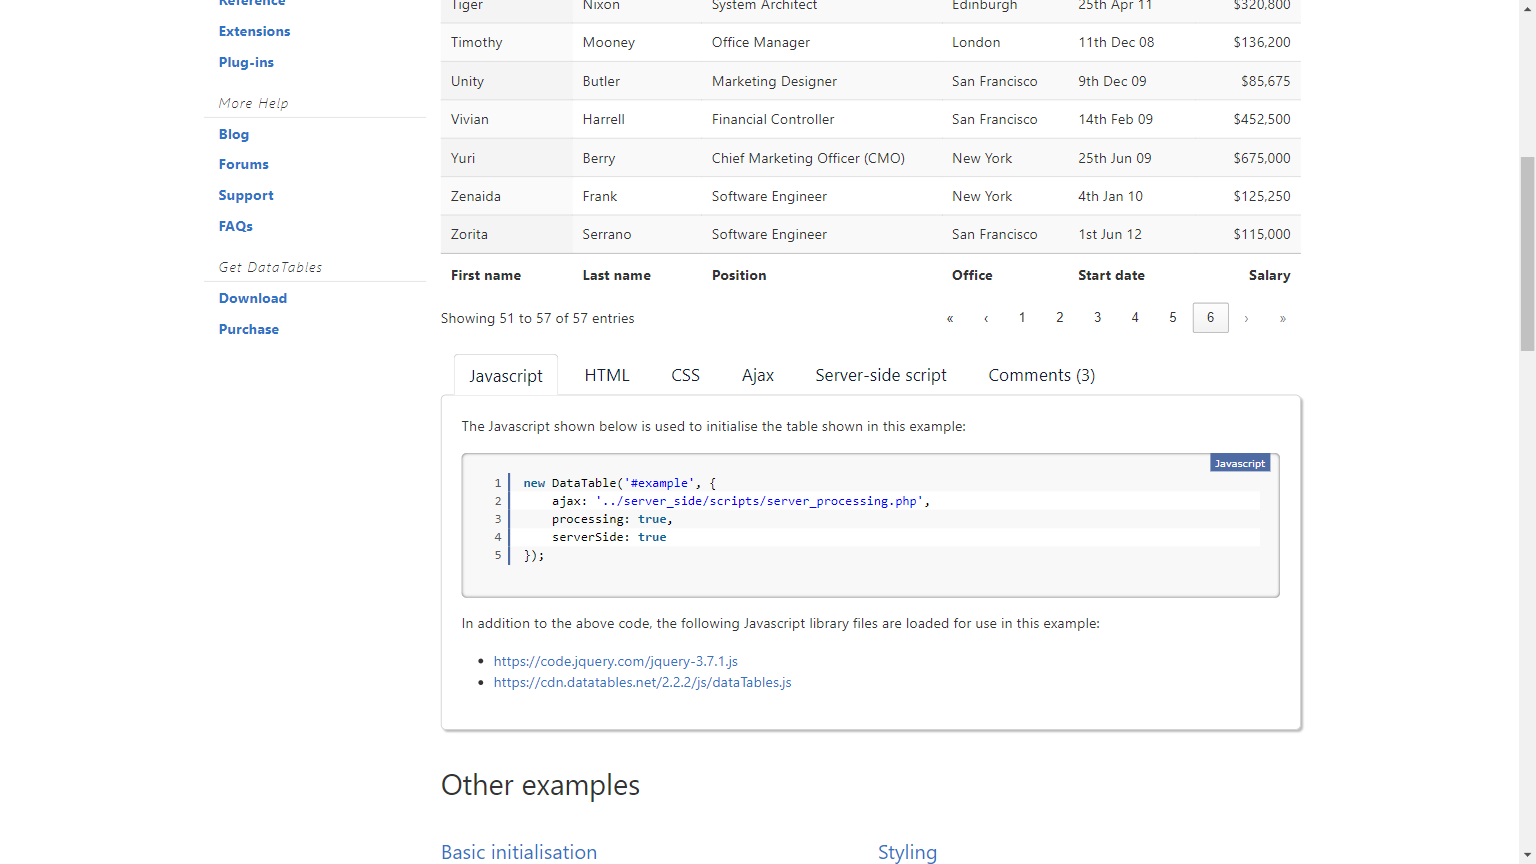 Reference
Extensions
Plug-ins
More Help
Blog
Forums
Support
FAQs
Get DataTables
Download
Purchase
Tiger Nixon System Architect Edinburgh 25th Apr 11 $320,800
Timothy Mooney Office Manager London 11th Dec 08 $136,200
Unity Butler Marketing Designer San Francisco 9th Dec 09 $85,675
Vivian Harrell Financial Controller San Francisco 14th Feb 09 $452,500
Yuri Berry Chief Marketing Officer (CMO) New York 25th Jun 09 $675,000
Zenaida Frank Software Engineer New York 4th Jan 10 $125,250
Zorita Serrano Software Engineer San Francisco 1st Jun 12 $115,000
First name Last name Position Office Start date Salary
Showing 51 to 57 of 57 entries « ‹ 1 2 3 4 5 6 › »
Javascript HTML CSS Ajax Server-side script Comments (3)
The Javascript shown below is used to initialise the table shown in this example:
Javascript
1 new DataTable('#example', {
2 ajax: '../server_side/scripts/server_processing.php',
3 processing: true,
4 serverSide: true
5 });
In addition to the above code, the following Javascript library files are loaded for use in this example:
• https://code.jquery.com/jquery-3.7.1.js
• https://cdn.datatables.net/2.2.2/js/dataTables.js
Other examples
Basic initialisation Styling